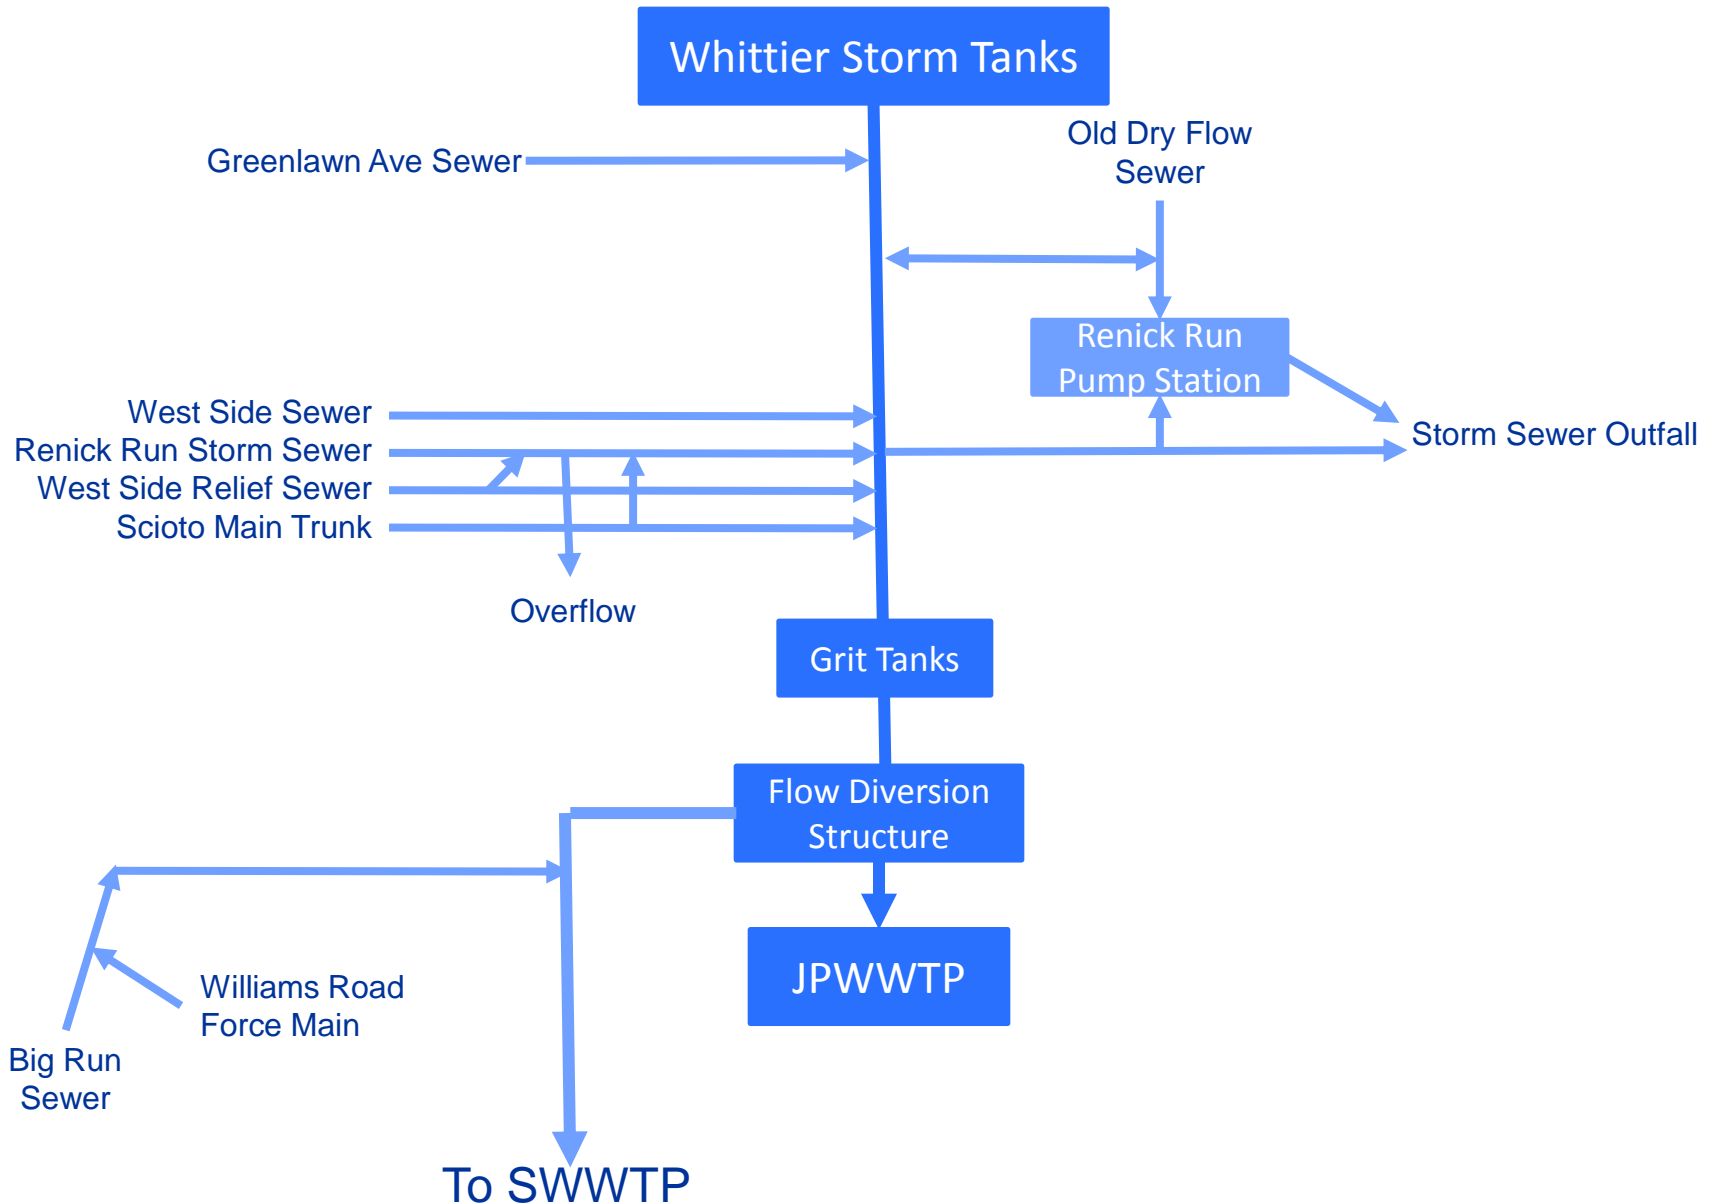 Whittier Storm Tanks
Old Dry Flow
Sewer
Greenlawn Ave Sewer
Renick Run
Pump Station
West Side Sewer
Renick Run Storm Sewer
West Side Relief Sewer
Scioto Main Trunk
Storm Sewer Outfall
Overflow
Grit Tanks
Flow Diversion
Structure
JPWWTP
Williams Road
Force Main
Big Run
Sewer
To SWWTP